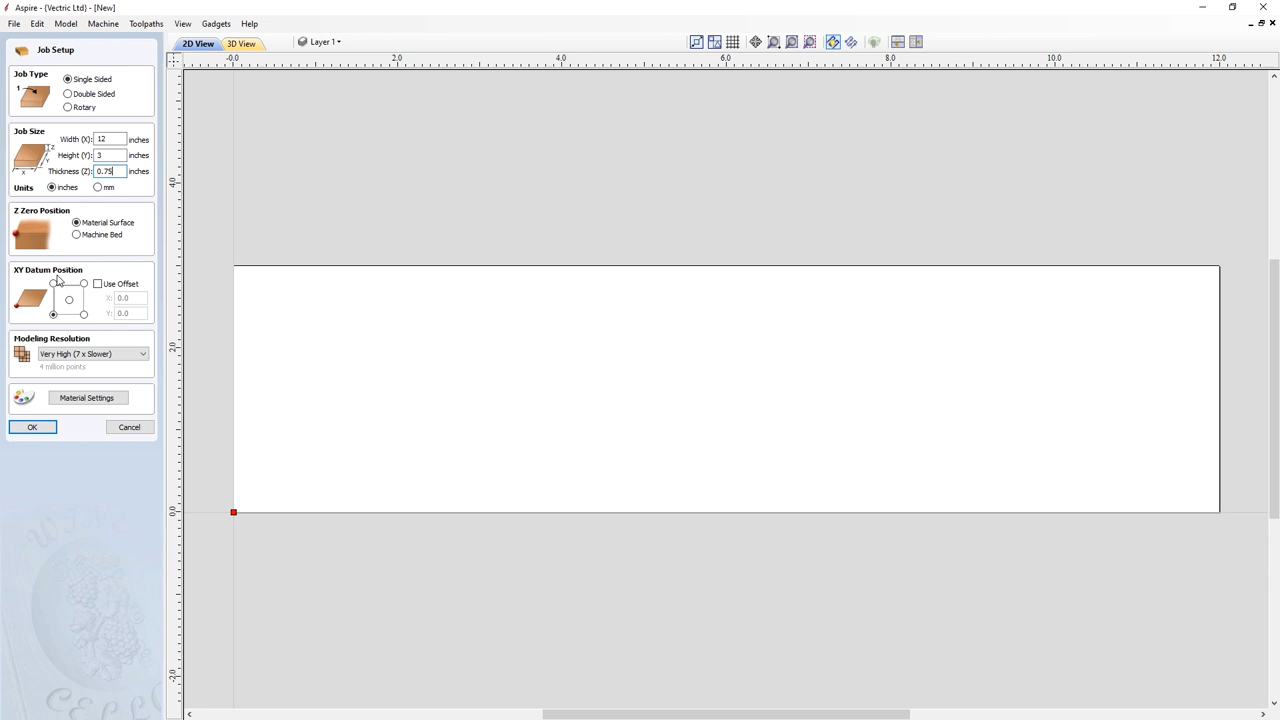 Aspire - {Vectric Ltd} - [New]
File Edit Model Machine Toolpaths View Gadgets Help
Job Setup
2D View 3D View Layer 1
-0.0 2.0 4.0 6.0 8.0 10.0 12.0
Job Type
1
Single Sided
Double Sided
Rotary
Job Size
Width (X): 12 inches
Height (Y): 3 inches
Thickness (Z): 0.75 inches
Z
Y
X
Units inches mm
Z Zero Position
Material Surface
Machine Bed
XY Datum Position
Use Offset
X: 0.0
Y: 0.0
Modeling Resolution
Very High (7 x Slower)
4 million points
Material Settings
OK Cancel
4.0
2.0
0.0
-2.0